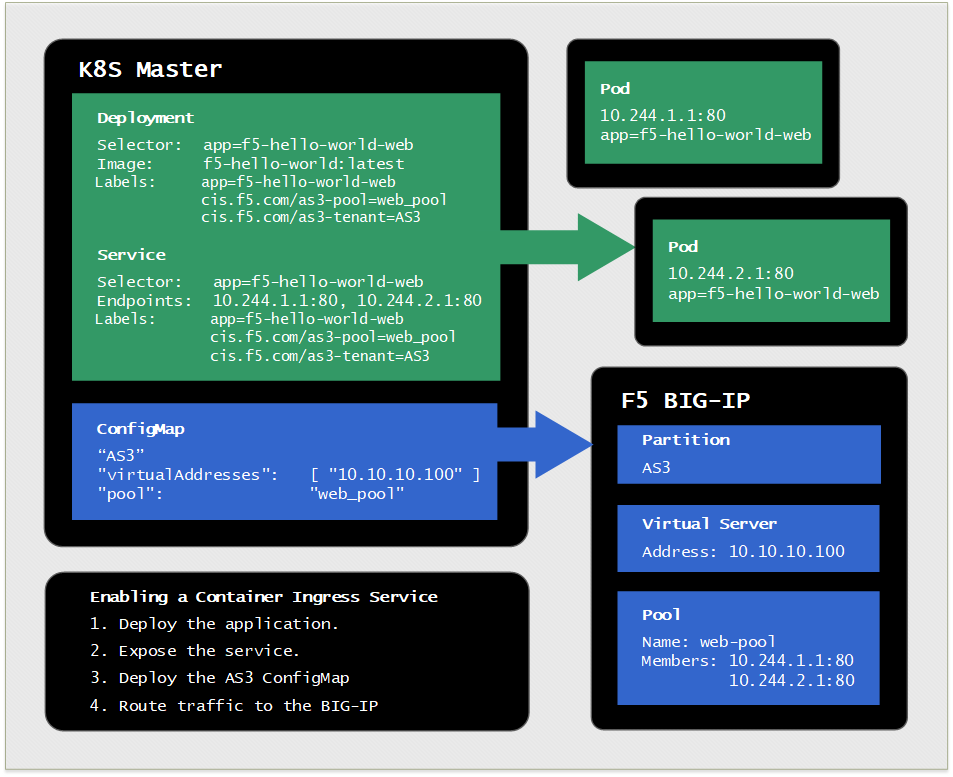 K8S Master
Deployment
Selector: app=f5-hello-world-web
Image: f5-hello-world:latest
Labels: app=f5-hello-world-web
cis.f5.com/as3-pool=web_pool
cis.f5.com/as3-tenant=AS3
Service
Selector: app=f5-hello-world-web
Endpoints: 10.244.1.1:80, 10.244.2.1:80
Labels: app=f5-hello-world-web
cis.f5.com/as3-pool=web_pool
cis.f5.com/as3-tenant=AS3
ConfigMap
“AS3”
"virtualAddresses": [ "10.10.10.100" ]
"pool": "web_pool"
Enabling a Container Ingress Service
1. Deploy the application.
2. Expose the service.
3. Deploy the AS3 ConfigMap
4. Route traffic to the BIG-IP
Pod
10.244.1.1:80
app=f5-hello-world-web
Pod
10.244.2.1:80
app=f5-hello-world-web
F5 BIG-IP
Partition
AS3
Virtual Server
Address: 10.10.10.100
Pool
Name: web-pool
Members: 10.244.1.1:80
10.244.2.1:80